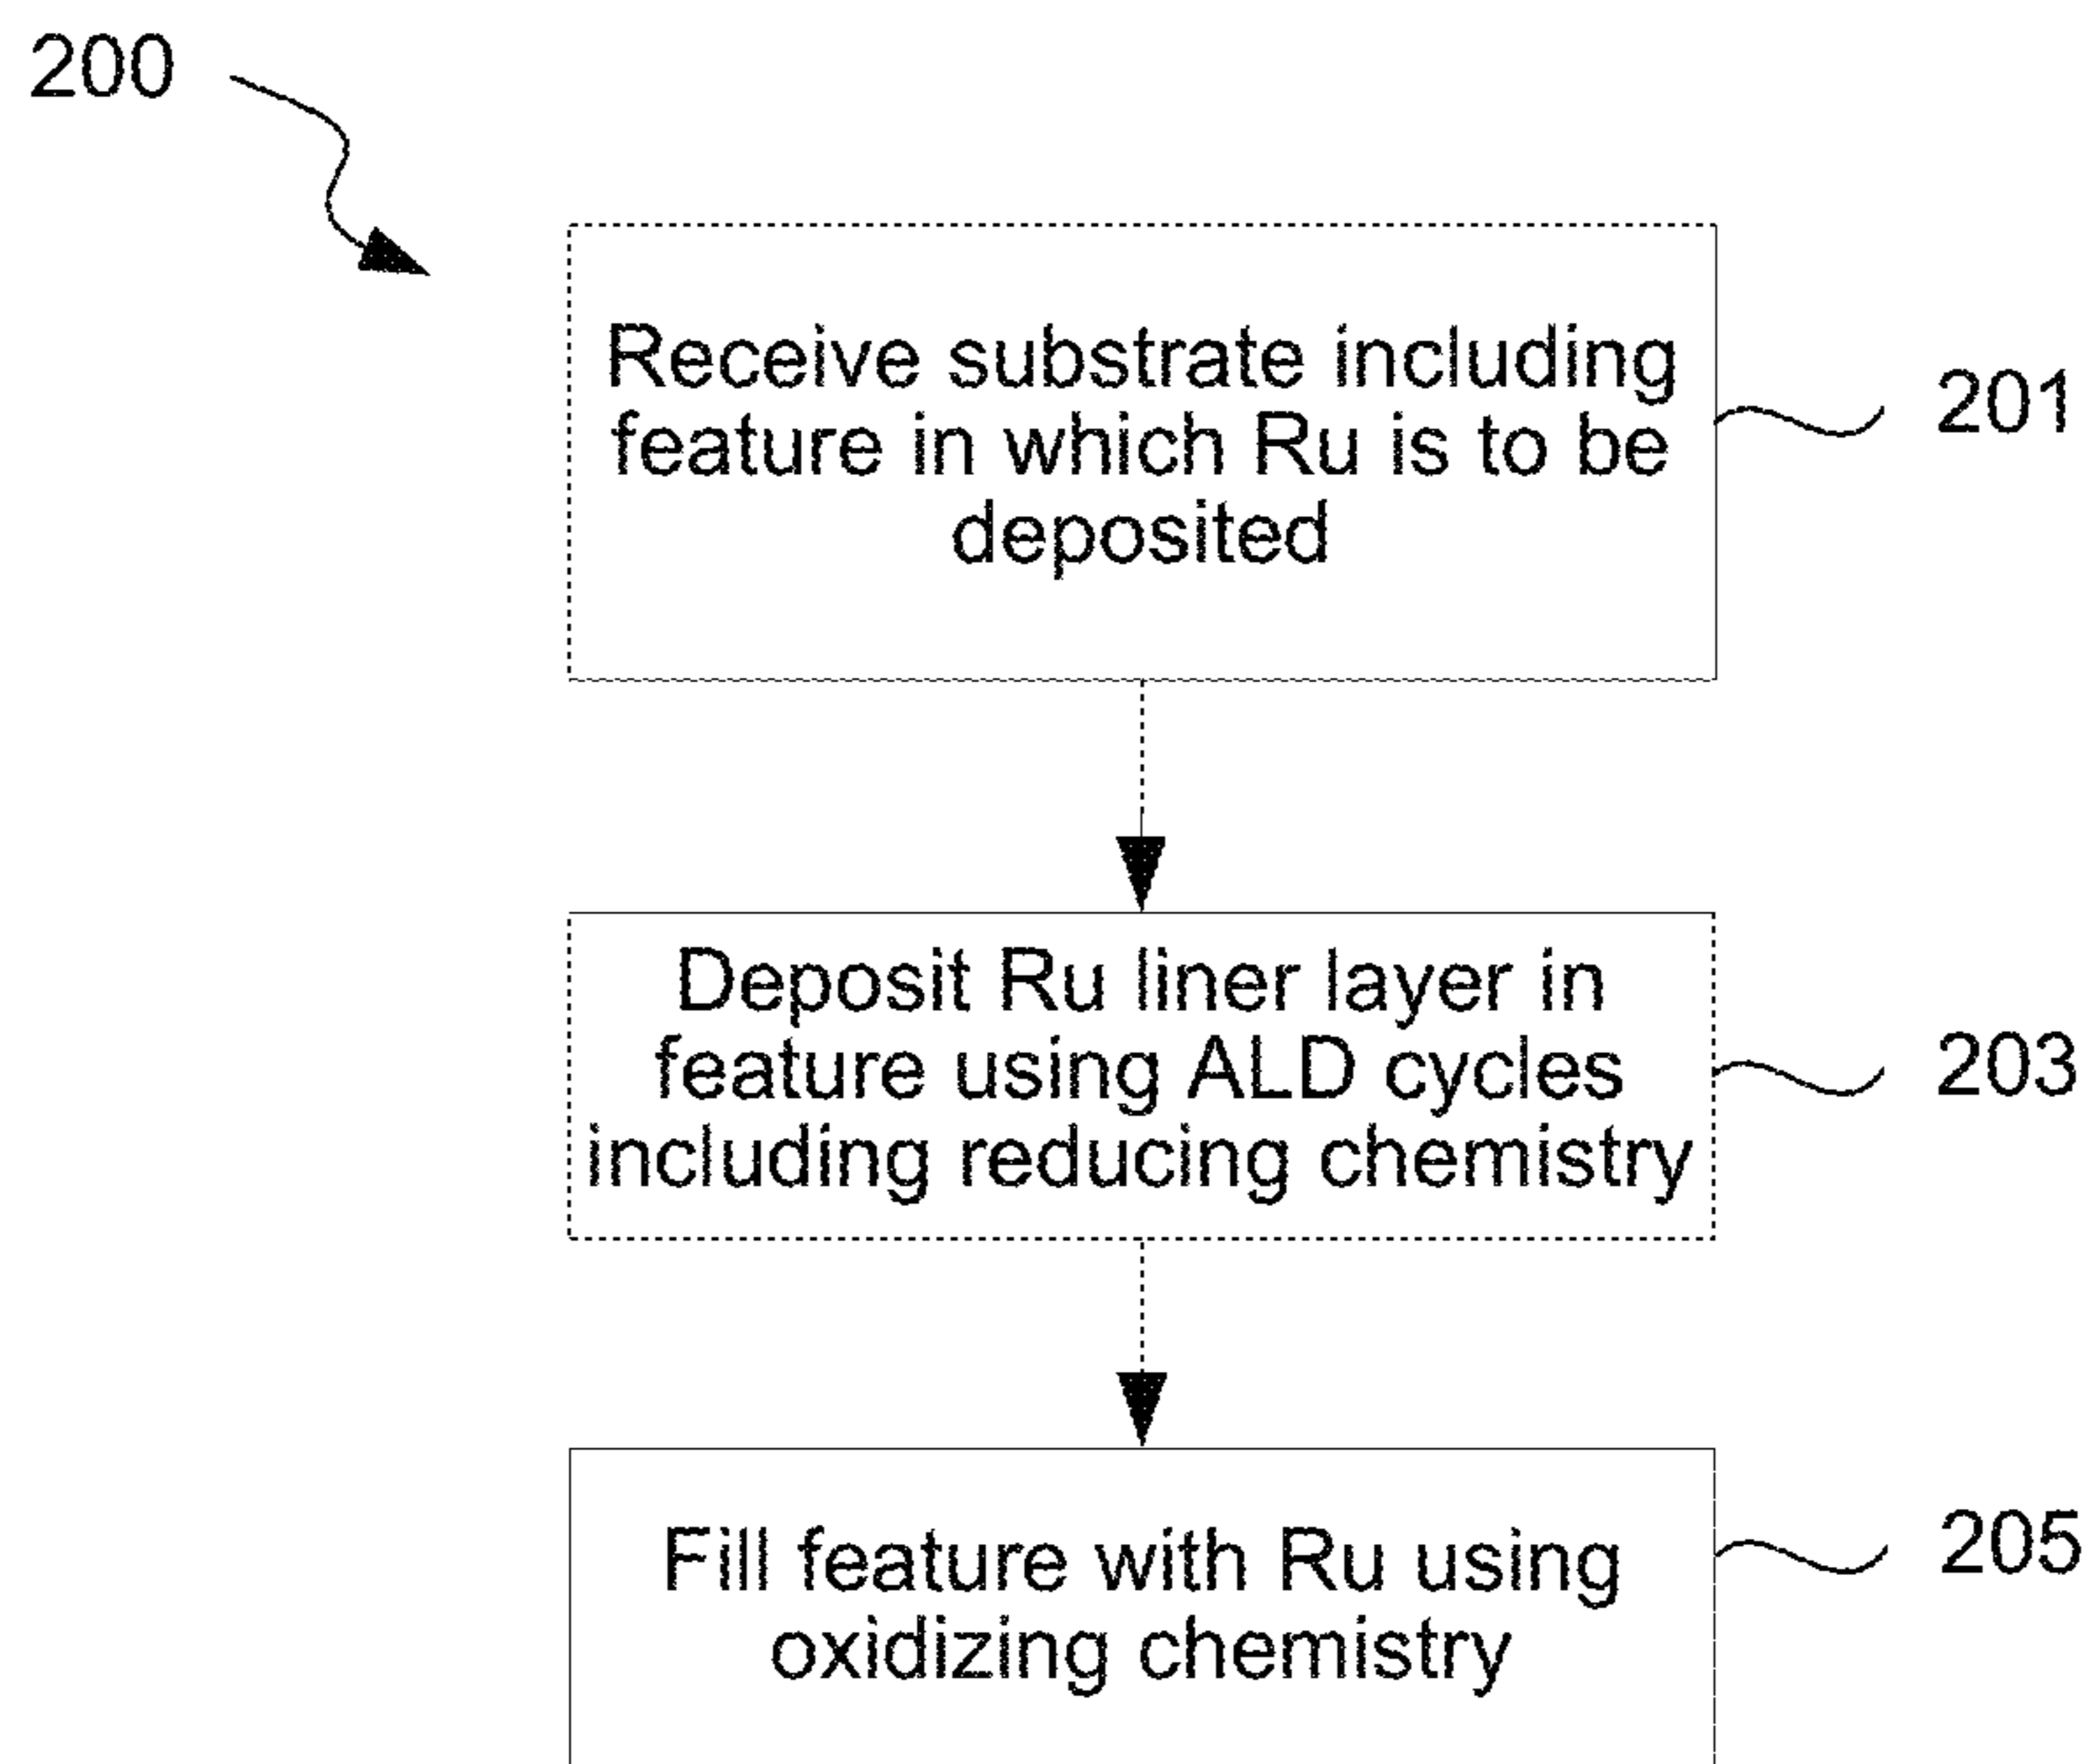 200
Receive substrate including
feature in which Ru is to be
deposited
201
Deposit Ru liner layer in
feature using ALD cycles
including reducing chemistry
203
Fill feature with Ru using
oxidizing chemistry
205